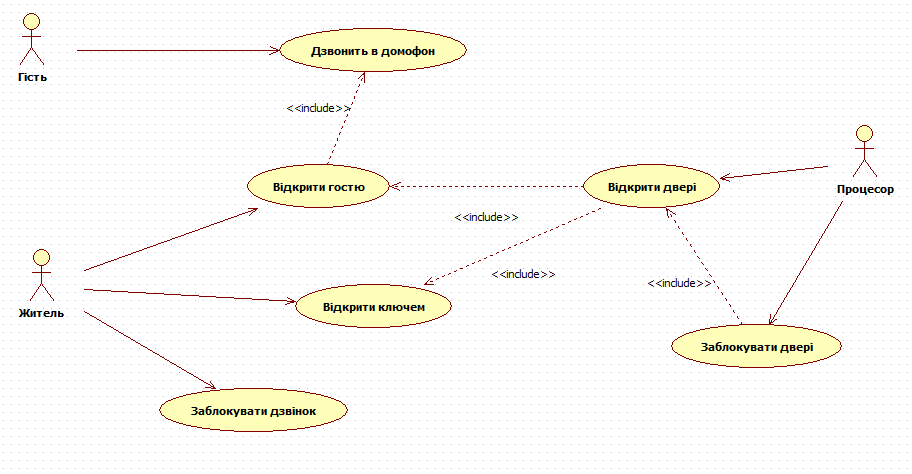 Дзвонить в домофон
Гість
<<include>>
Відкрити гостю
Відкрити двері
Процесор
<<include>>
<<include>>
<<include>>
Житель
Відкрити ключем
Заблокувати двері
Заблокувати дзвінок